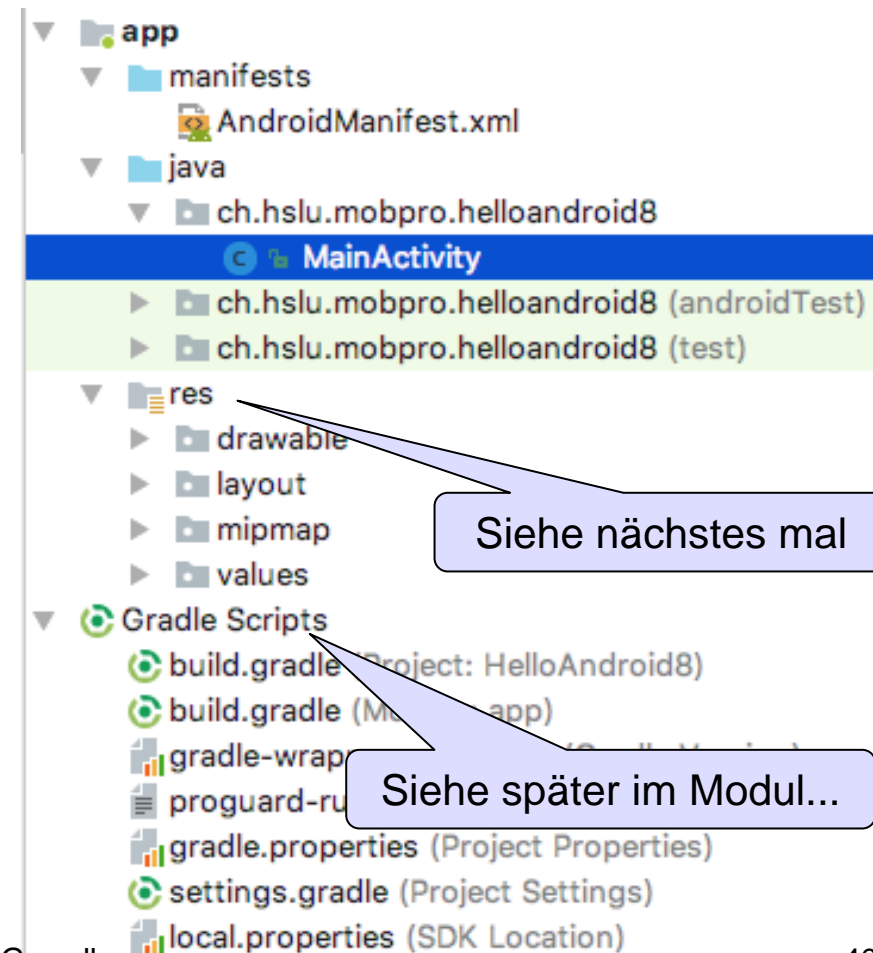 app
manifests
AndroidManifest.xml
java
ch.hslu.mobpro.helloandroid8
MainActivity
ch.hslu.mobpro.helloandroid8 (androidTest)
ch.hslu.mobpro.helloandroid8 (test)
res
drawable
layout
mipmap
Siehe nächstes mal
values
Gradle Scripts
build.gradle (Project: HelloAndroid8)
build.gradle app)
Siehe später im Modul...
gradle.properties (Project Properties)
settings.gradle (Project Settings)
local.properties (SDK Location)